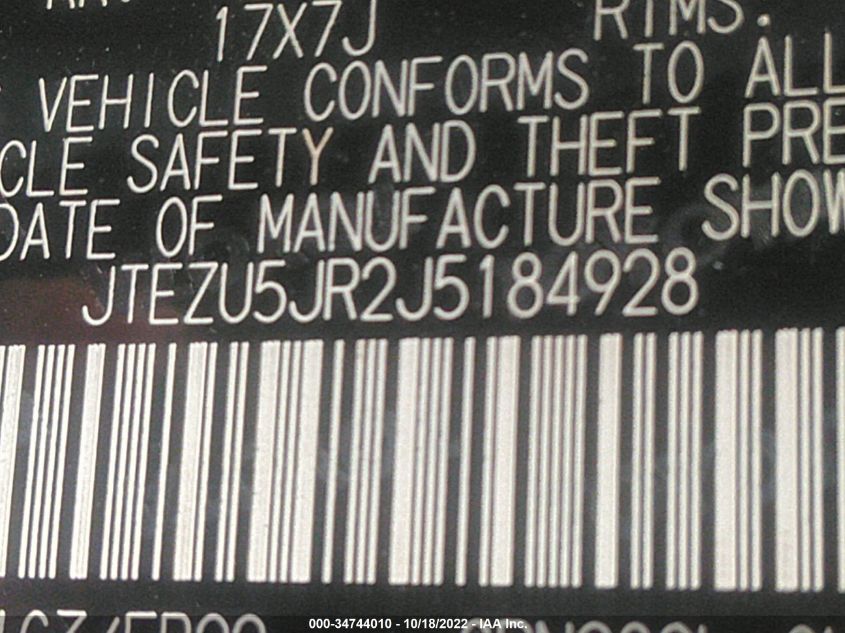 17X7J RIMS.
VEHICLE CONFORMS TO ALL
CLE SAFETY AND THEFT PRE
DATE OF MANUFACTURE SHOW
JTEZU5JR2J5184928
000-34744010 - 10/18/2022 - IAA Inc.